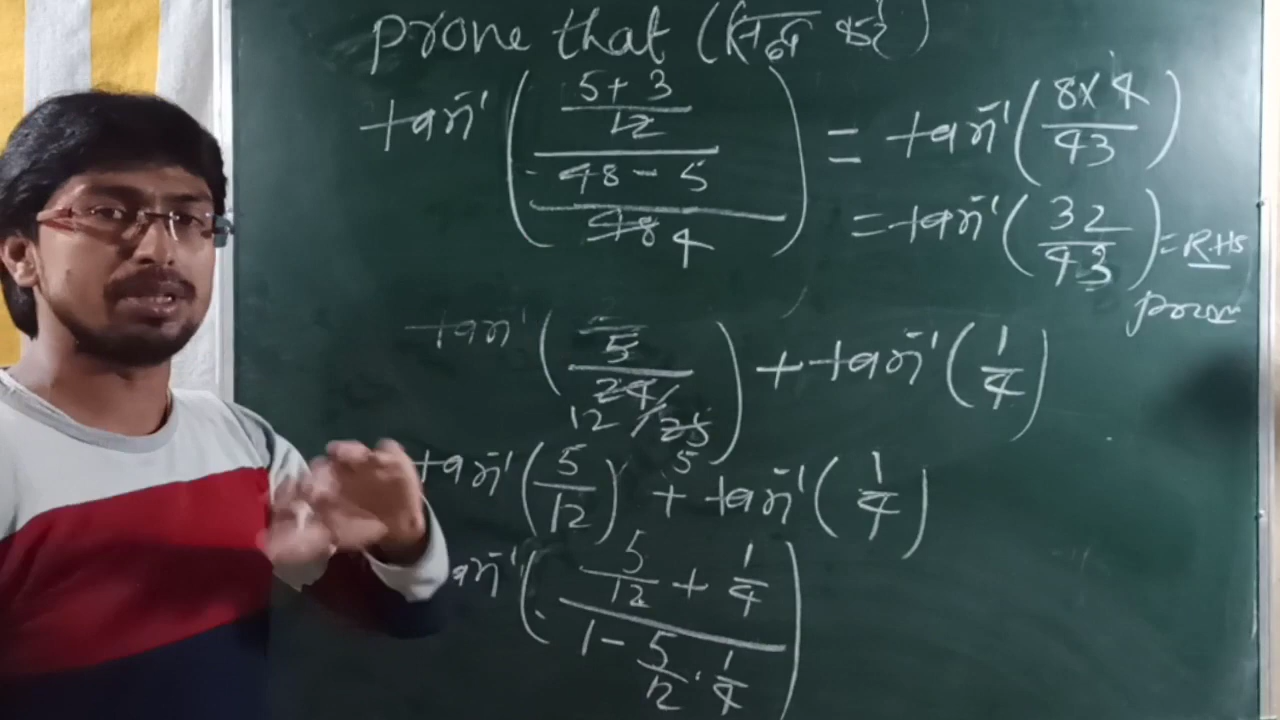 prone that (सिद्ध करें)
tan⁻¹ ( (5+3)/12 / (48-5)/48 4 ) = tan⁻¹ ( 8×4/43 )
= tan⁻¹ ( 32/43 ) = RHS
tan⁻¹ ( 5 / 24/25 12 5 ) + tan⁻¹ ( 1/4 )
tan⁻¹ ( 5/12 ) + tan⁻¹ ( 1/4 )
tan⁻¹ ( 5/12 + 1/4 / 1 - 5/12 · 1/4 )